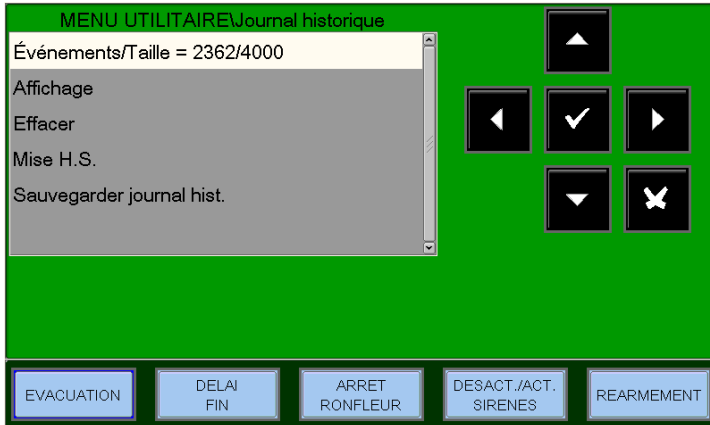 MENU UTILITAIRE\Journal historique
Événements/Taille = 2362/4000
Affichage
Effacer
Mise H.S.
Sauvegarder journal hist.
EVACUATION
DELAI
FIN
ARRET
RONFLEUR
DESACT./ACT.
SIRENES
REARMEMENT